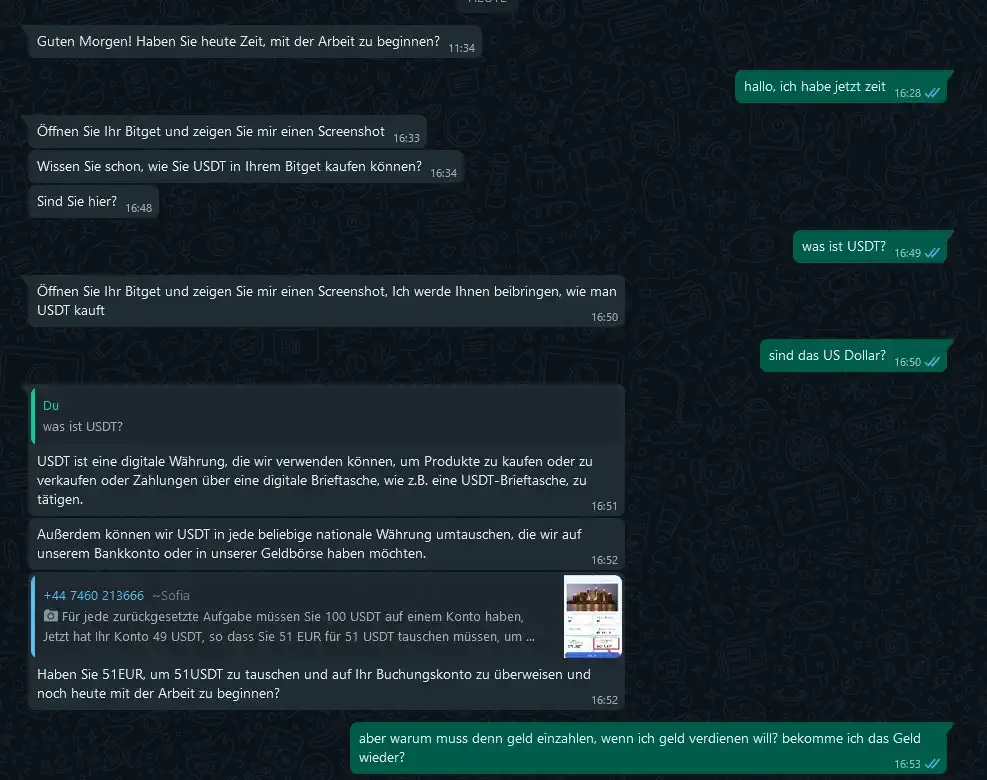 HEUTE
Guten Morgen! Haben Sie heute Zeit, mit der Arbeit zu beginnen?
11:34
hallo, ich habe jetzt zeit
16:28
Öffnen Sie Ihr Bitget und zeigen Sie mir einen Screenshot
16:33
Wissen Sie schon, wie Sie USDT in Ihrem Bitget kaufen können?
16:34
Sind Sie hier?
16:48
was ist USDT?
16:49
Öffnen Sie Ihr Bitget und zeigen Sie mir einen Screenshot, Ich werde Ihnen beibringen, wie man
USDT kauft
16:50
sind das US Dollar?
16:50
Du
was ist USDT?
USDT ist eine digitale Währung, die wir verwenden können, um Produkte zu kaufen oder zu
verkaufen oder Zahlungen über eine digitale Brieftasche, wie z.B. eine USDT-Brieftasche, zu
tätigen.
16:51
Außerdem können wir USDT in jede beliebige nationale Währung umtauschen, die wir auf
unserem Bankkonto oder in unserer Geldbörse haben möchten.
16:52
+44 7460 213666 ~Sofia
Für jede zurückgesetzte Aufgabe müssen Sie 100 USDT auf einem Konto haben,
Jetzt hat Ihr Konto 49 USDT, so dass Sie 51 EUR für 51 USDT tauschen müssen, um ...
Haben Sie 51EUR, um 51USDT zu tauschen und auf Ihr Buchungskonto zu überweisen und
noch heute mit der Arbeit zu beginnen?
16:52
aber warum muss denn geld einzahlen, wenn ich geld verdienen will? bekomme ich das Geld
wieder?
16:53